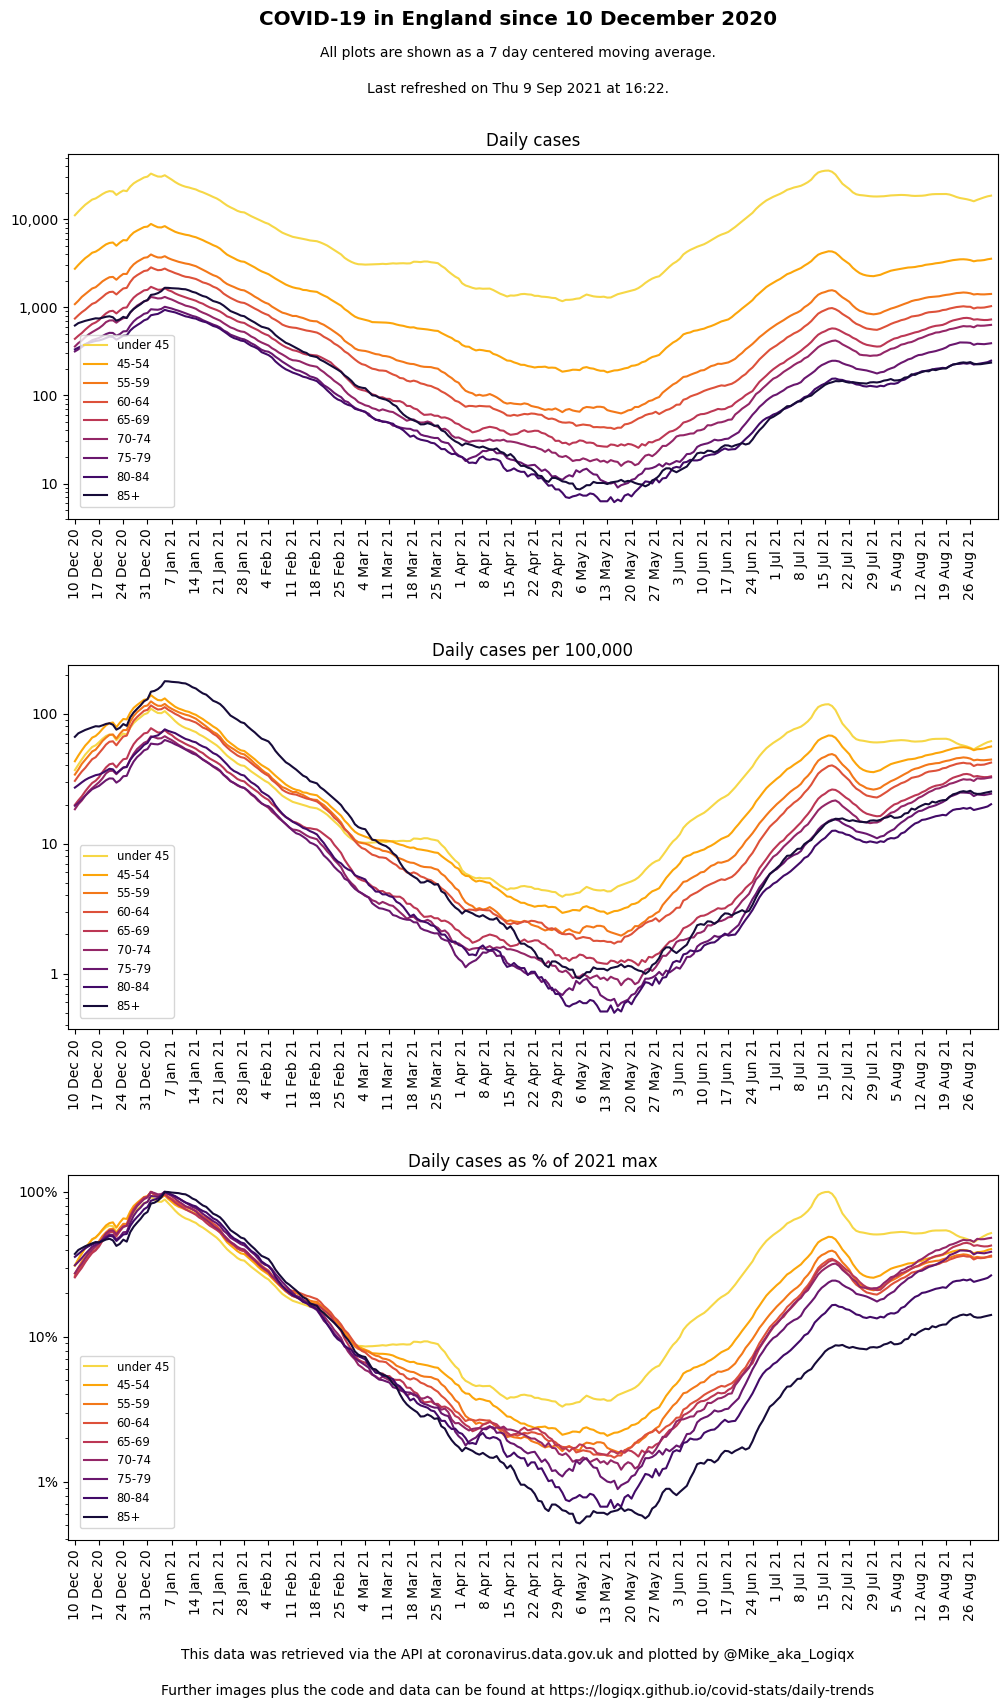 COVID-19 in England since 10 December 2020
All plots are shown as a 7 day centered moving average.
Last refreshed on Thu 9 Sep 2021 at 16:22.
Daily cases
10,000
1,000
100
10
under 45
45-54
55-59
60-64
65-69
70-74
75-79
80-84
85+
10 Dec 20
17 Dec 20
24 Dec 20
31 Dec 20
7 Jan 21
14 Jan 21
21 Jan 21
28 Jan 21
4 Feb 21
11 Feb 21
18 Feb 21
25 Feb 21
4 Mar 21
11 Mar 21
18 Mar 21
25 Mar 21
1 Apr 21
8 Apr 21
15 Apr 21
22 Apr 21
29 Apr 21
6 May 21
13 May 21
20 May 21
27 May 21
3 Jun 21
10 Jun 21
17 Jun 21
24 Jun 21
1 Jul 21
8 Jul 21
15 Jul 21
22 Jul 21
29 Jul 21
5 Aug 21
12 Aug 21
19 Aug 21
26 Aug 21
Daily cases per 100,000
100
10
1
under 45
45-54
55-59
60-64
65-69
70-74
75-79
80-84
85+
10 Dec 20
17 Dec 20
24 Dec 20
31 Dec 20
7 Jan 21
14 Jan 21
21 Jan 21
28 Jan 21
4 Feb 21
11 Feb 21
18 Feb 21
25 Feb 21
4 Mar 21
11 Mar 21
18 Mar 21
25 Mar 21
1 Apr 21
8 Apr 21
15 Apr 21
22 Apr 21
29 Apr 21
6 May 21
13 May 21
20 May 21
27 May 21
3 Jun 21
10 Jun 21
17 Jun 21
24 Jun 21
1 Jul 21
8 Jul 21
15 Jul 21
22 Jul 21
29 Jul 21
5 Aug 21
12 Aug 21
19 Aug 21
26 Aug 21
Daily cases as % of 2021 max
100%
10%
1%
under 45
45-54
55-59
60-64
65-69
70-74
75-79
80-84
85+
10 Dec 20
17 Dec 20
24 Dec 20
31 Dec 20
7 Jan 21
14 Jan 21
21 Jan 21
28 Jan 21
4 Feb 21
11 Feb 21
18 Feb 21
25 Feb 21
4 Mar 21
11 Mar 21
18 Mar 21
25 Mar 21
1 Apr 21
8 Apr 21
15 Apr 21
22 Apr 21
29 Apr 21
6 May 21
13 May 21
20 May 21
27 May 21
3 Jun 21
10 Jun 21
17 Jun 21
24 Jun 21
1 Jul 21
8 Jul 21
15 Jul 21
22 Jul 21
29 Jul 21
5 Aug 21
12 Aug 21
19 Aug 21
26 Aug 21
This data was retrieved via the API at coronavirus.data.gov.uk and plotted by @Mike_aka_Logiqx
Further images plus the code and data can be found at https://logiqx.github.io/covid-stats/daily-trends